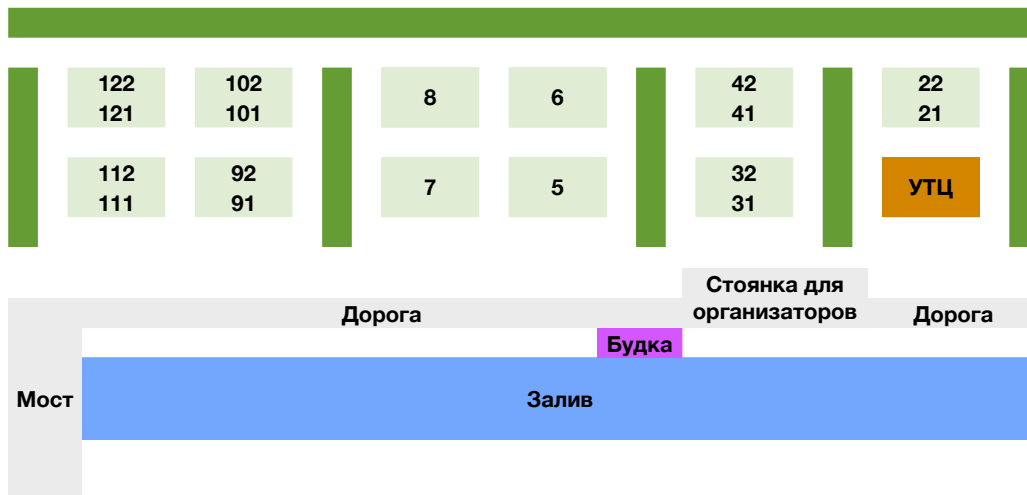 122
121
102
101
8
6
42
41
22
21
112
111
92
91
7
5
32
31
УТЦ
Стоянка для
организаторов
Дорога
Дорога
Будка
Мост
Залив